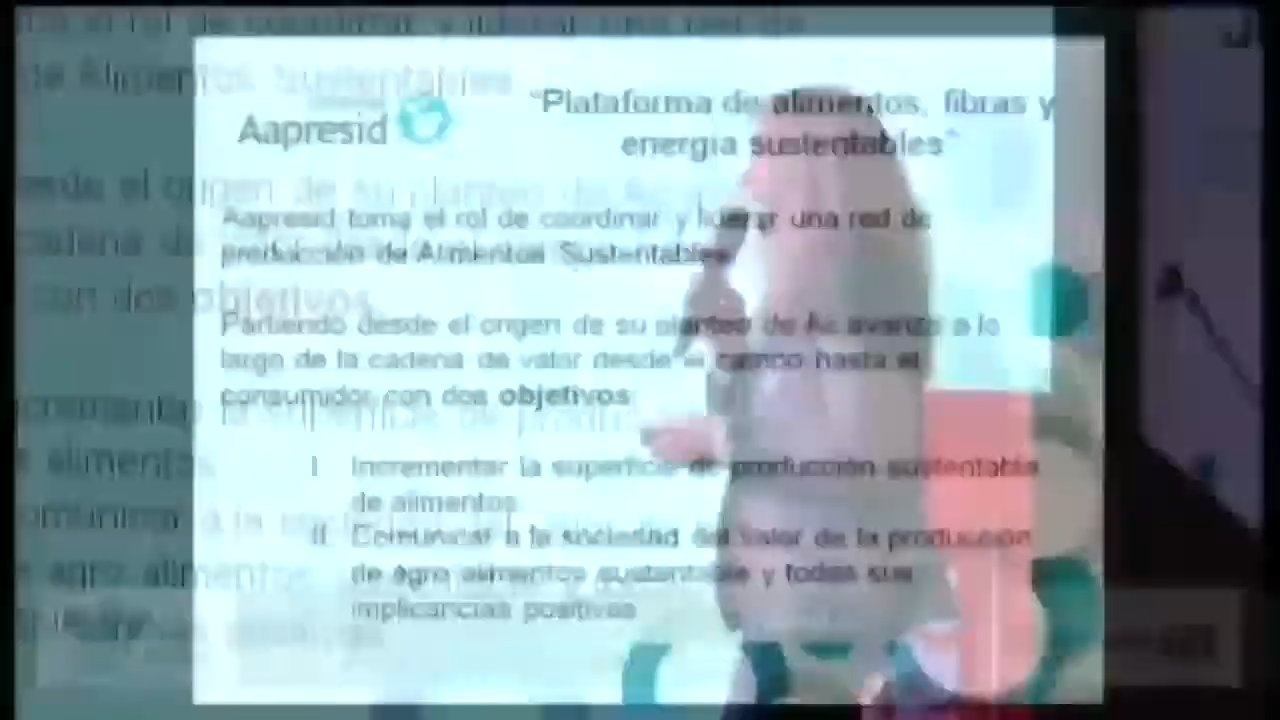 Aapresid
"Plataforma de alimentos, fibras y
energía sustentables"
Aapresid toma el rol de coordinar y liderar una red de
producción de Alimentos Sustentables
Partiendo desde el origen de su planteo de Ac avanza a lo
largo de la cadena de valor desde el campo hasta el
consumidor con dos objetivos
I Incrementar la superficie de producción sustentable
de alimentos
II Comunicar a la sociedad del valor de la producción
de agro alimentos sustentable y todas sus
implicancias positivas